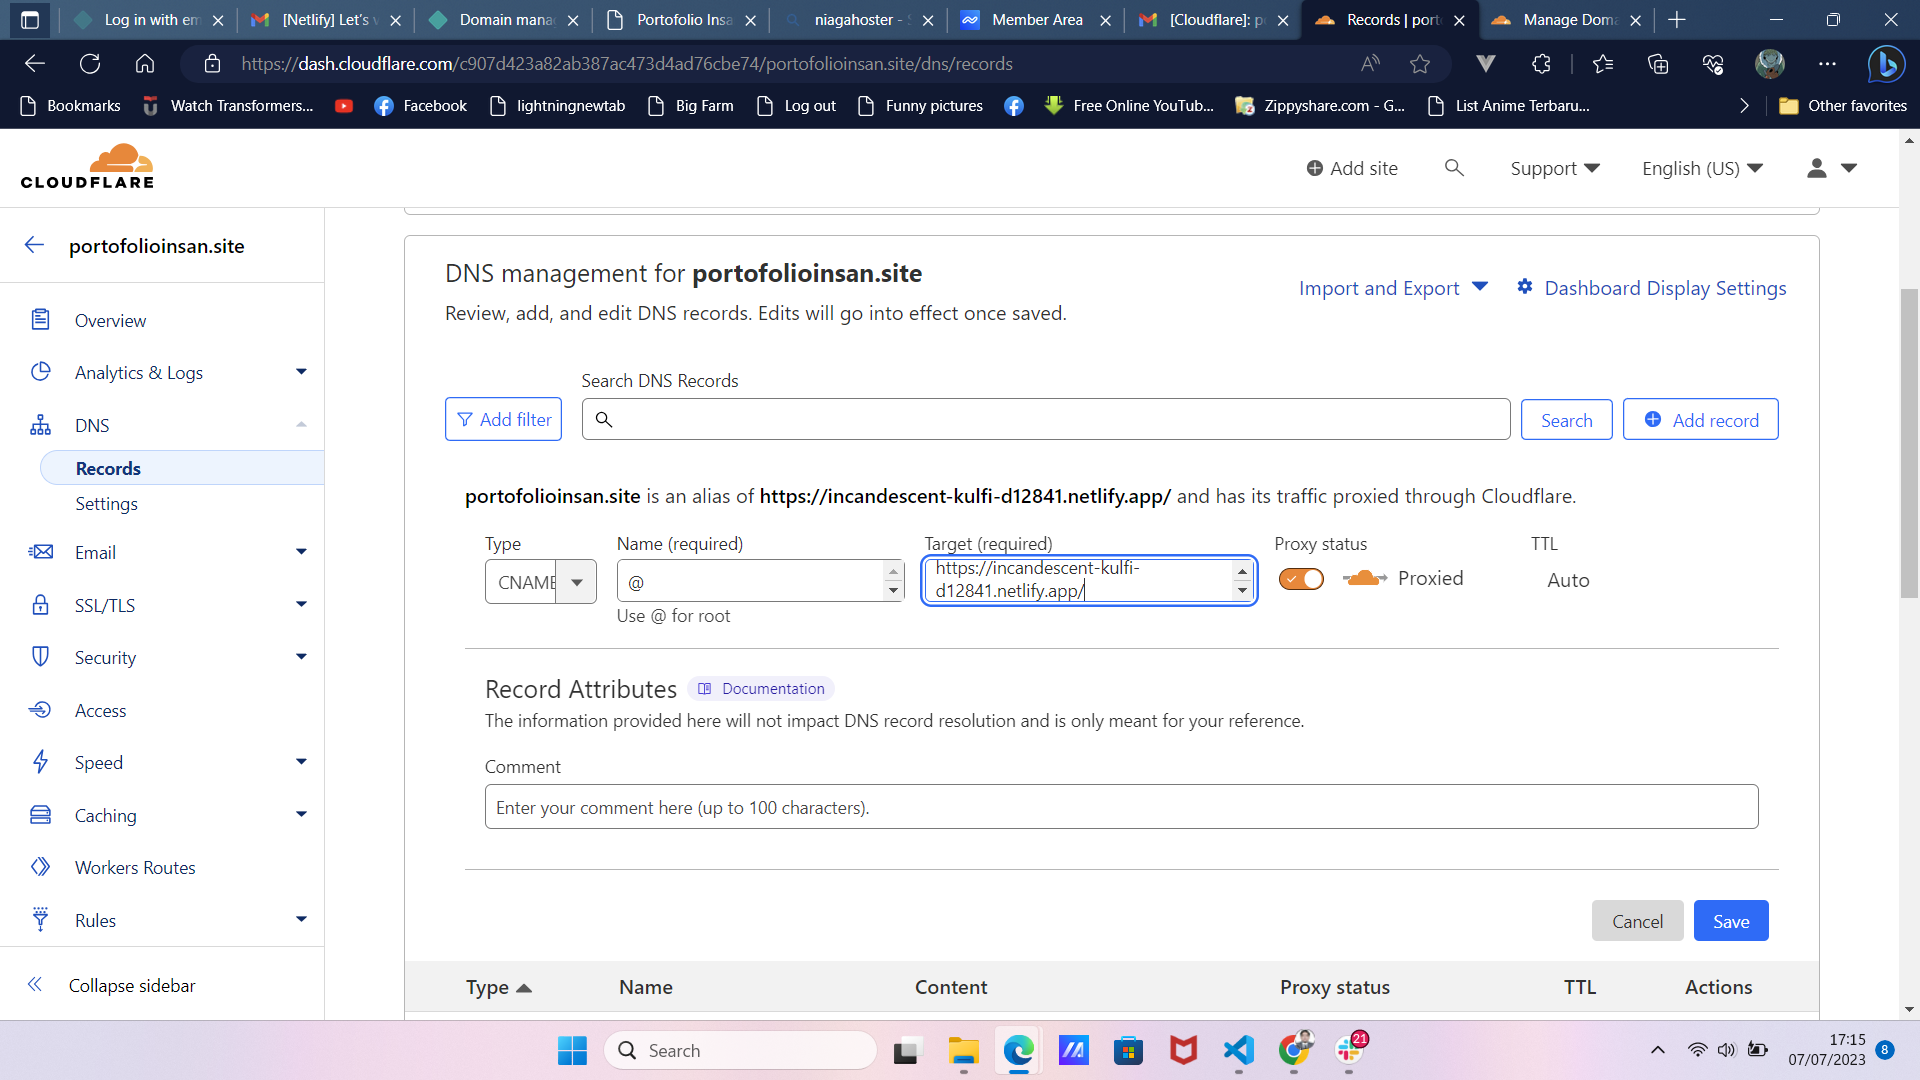 Log in with em
[Netlify] Let's v
Domain mana
Portofolio Insa
niagahoster - S
Member Area
[Cloudflare]: p
Records | porto
Manage Doma
https://dash.cloudflare.com/c907d423a82ab387ac473d4ad76cbe74/portofolioinsan.site/dns/records
Bookmarks
Watch Transformers...
Facebook
lightningnewtab
Big Farm
Log out
Funny pictures
Free Online YouTub...
Zippyshare.com - G...
List Anime Terbaru...
Other favorites
CLOUDFLARE
Add site
Support
English (US)
portofolioinsan.site
Overview
Analytics & Logs
DNS
Records
Settings
Email
SSL/TLS
Security
Access
Speed
Caching
Workers Routes
Rules
Collapse sidebar
DNS management for portofolioinsan.site
Review, add, and edit DNS records. Edits will go into effect once saved.
Import and Export
Dashboard Display Settings
Search DNS Records
Add filter
Search
Add record
portofolioinsan.site is an alias of https://incandescent-kulfi-d12841.netlify.app/ and has its traffic proxied through Cloudflare.
Type
Name (required)
Target (required)
Proxy status
TTL
CNAME
@
https://incandescent-kulfi-
d12841.netlify.app/
Proxied
Auto
Use @ for root
Record Attributes
Documentation
The information provided here will not impact DNS record resolution and is only meant for your reference.
Comment
Enter your comment here (up to 100 characters).
Cancel
Save
Type
Name
Content
Proxy status
TTL
Actions
Search
21
17:15
07/07/2023
8